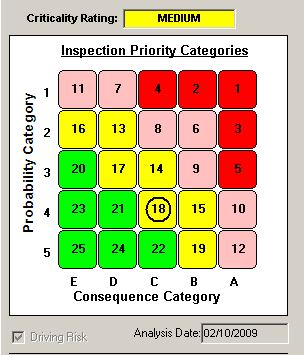 Criticality Rating: MEDIUM
Inspection Priority Categories
Probability Category
1 11 7 4 2 1
2 16 13 8 6 3
3 20 17 14 9 5
4 23 21 18 15 10
5 25 24 22 19 12
E D C B A
Consequence Category
Driving Risk Analysis Date: 02/10/2009